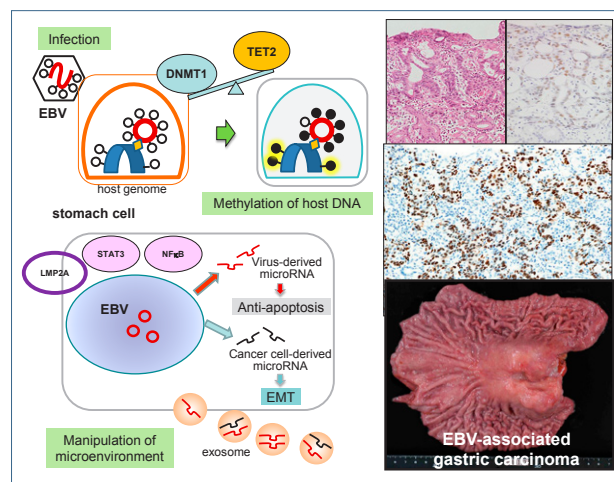 Infection
EBV
DNMT1
TET2
host genome
stomach cell
Methylation of host DNA
LMP2A
STAT3
NFκB
EBV
Virus-derived
microRNA
Anti-apoptosis
Cancer cell-derived
microRNA
EMT
Manipulation of
microenvironment
exosome
EBV-associated
gastric carcinoma